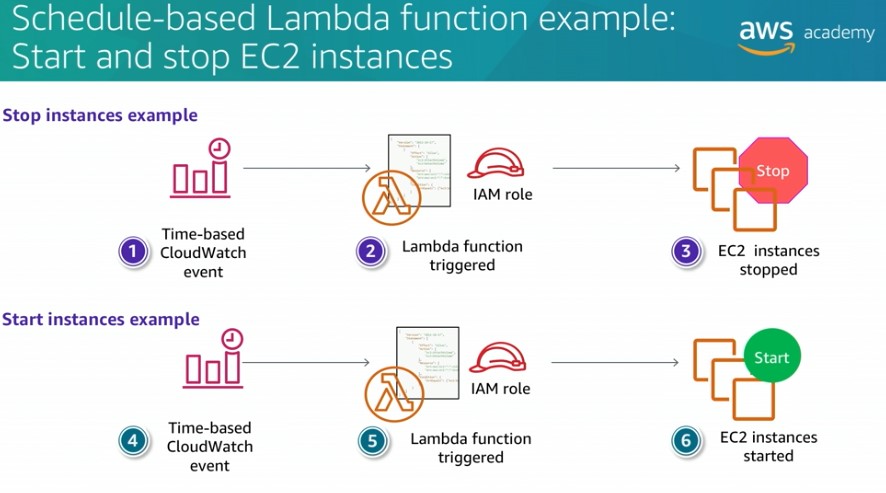 Schedule-based Lambda function example:
Start and stop EC2 instances
aws academy
Stop instances example
Stop
IAM role
1
Time-based
CloudWatch
event
2
Lambda function
triggered
3
EC2 instances
stopped
Start instances example
Start
IAM role
4
Time-based
CloudWatch
event
5
Lambda function
triggered
6
EC2 instances
started